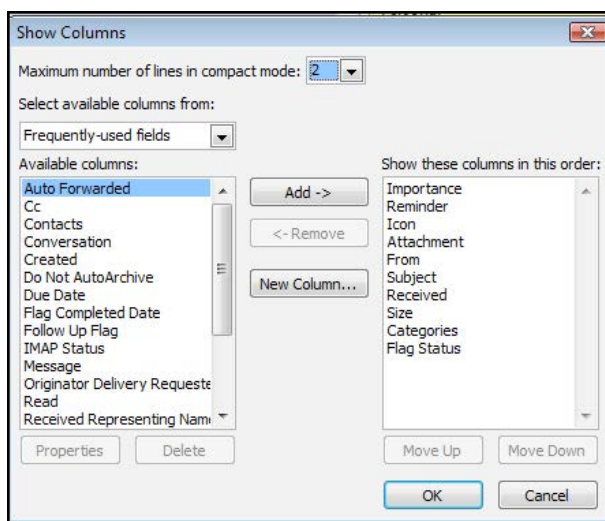 Show Columns
Maximum number of lines in compact mode: 2
Select available columns from:
Frequently-used fields
Available columns:
Auto Forwarded
Cc
Contacts
Conversation
Created
Do Not AutoArchive
Due Date
Flag Completed Date
Follow Up Flag
IMAP Status
Message
Originator Delivery Requeste
Read
Received Representing Nam
Add ->
<- Remove
New Column...
Show these columns in this order:
Importance
Reminder
Icon
Attachment
From
Subject
Received
Size
Categories
Flag Status
Properties
Delete
Move Up
Move Down
OK
Cancel